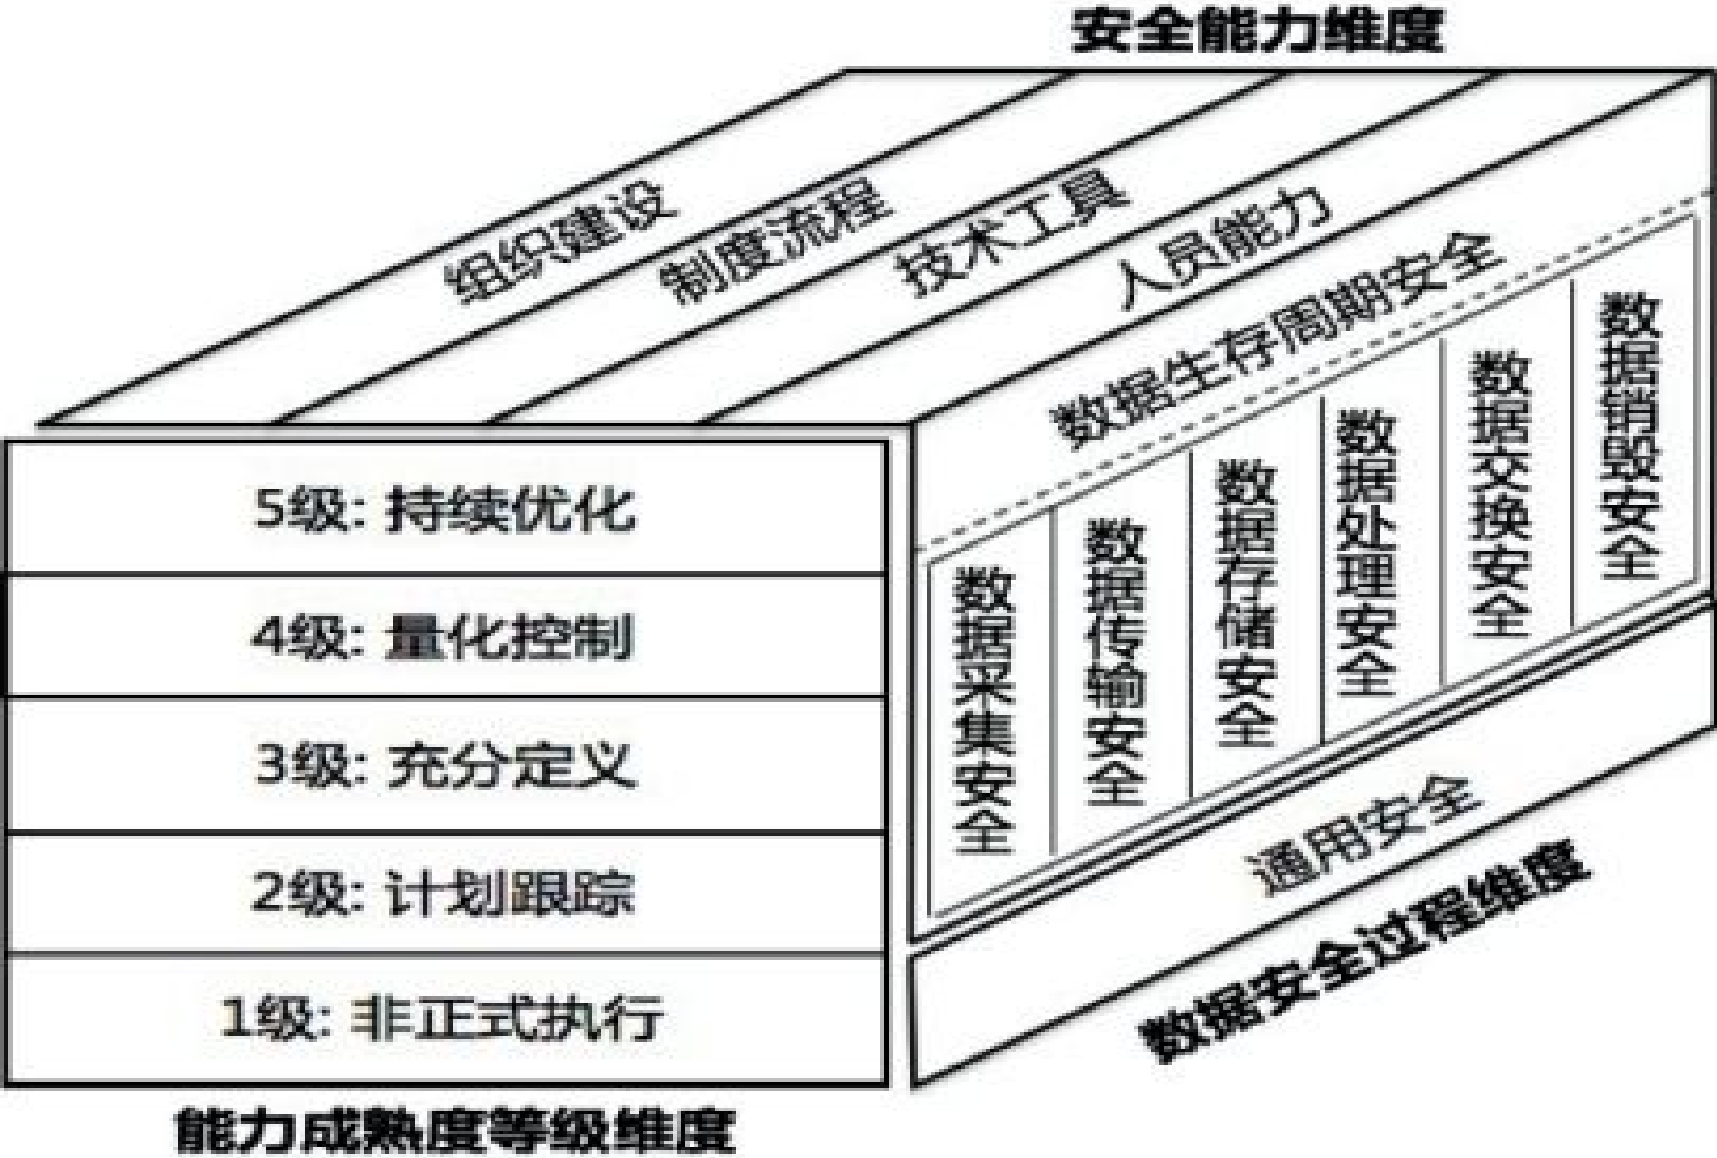 安全能力维度
组织建设
制度流程
技术工具
人员能力
数据生存周期安全
5级: 持续优化
4级: 量化控制
3级: 充分定义
2级: 计划跟踪
1级: 非正式执行
数据采集安全
数据传输安全
数据存储安全
数据处理安全
数据交换安全
数据销毁安全
通用安全
数据安全过程维度
能力成熟度等级维度